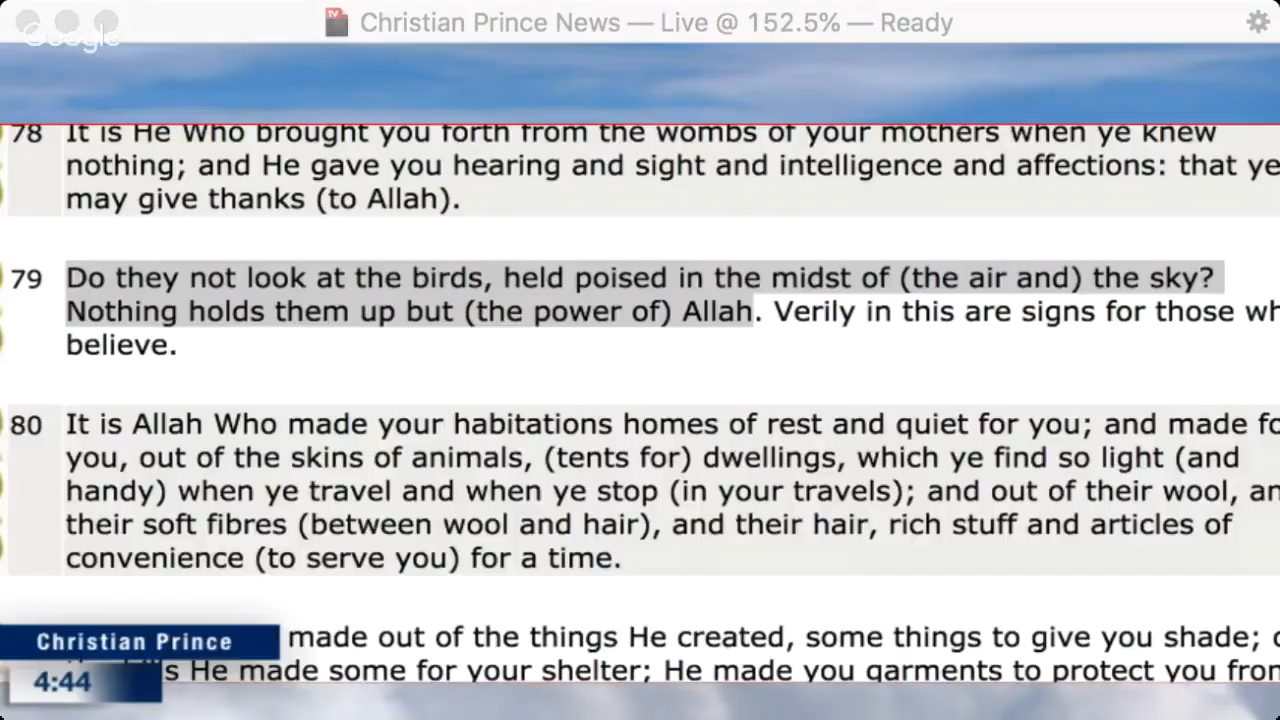 Christian Prince News — Live @ 152.5% — Ready
Google
78 It is He Who brought you forth from the wombs of your mothers when ye knew
nothing; and He gave you hearing and sight and intelligence and affections: that ye
may give thanks (to Allah).
79 Do they not look at the birds, held poised in the midst of (the air and) the sky?
Nothing holds them up but (the power of) Allah. Verily in this are signs for those wh
believe.
80 It is Allah Who made your habitations homes of rest and quiet for you; and made fo
you, out of the skins of animals, (tents for) dwellings, which ye find so light (and
handy) when ye travel and when ye stop (in your travels); and out of their wool, an
their soft fibres (between wool and hair), and their hair, rich stuff and articles of
convenience (to serve you) for a time.
made out of the things He created, some things to give you shade;
He made some for your shelter; He made you garments to protect you from
Christian Prince
4:44